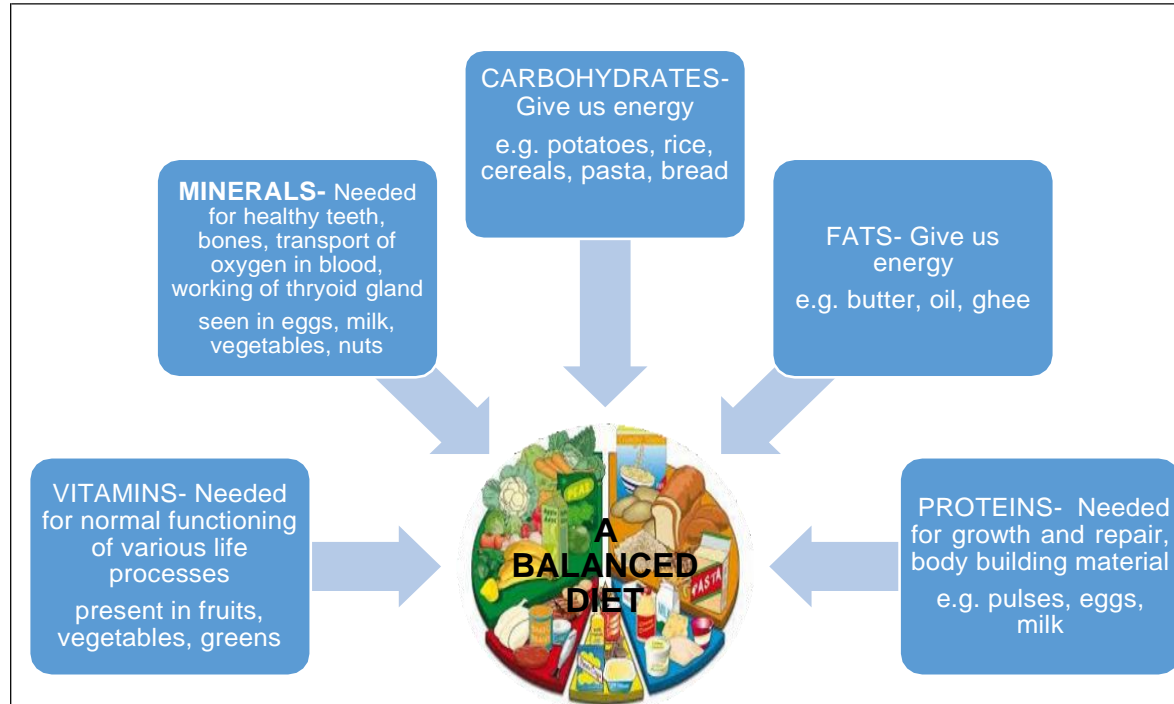 CARBOHYDRATES-
Give us energy
e.g. potatoes, rice,
cereals, pasta, bread
MINERALS- Needed
for healthy teeth,
bones, transport of
oxygen in blood,
working of thryoid gland
seen in eggs, milk,
vegetables, nuts
FATS- Give us
energy
e.g. butter, oil, ghee
VITAMINS- Needed
for normal functioning
of various life
processes
present in fruits,
vegetables, greens
PEAS
A
BALANCED
DIET
PASTA
PROTEINS- Needed
for growth and repair,
body building material
e.g. pulses, eggs,
milk